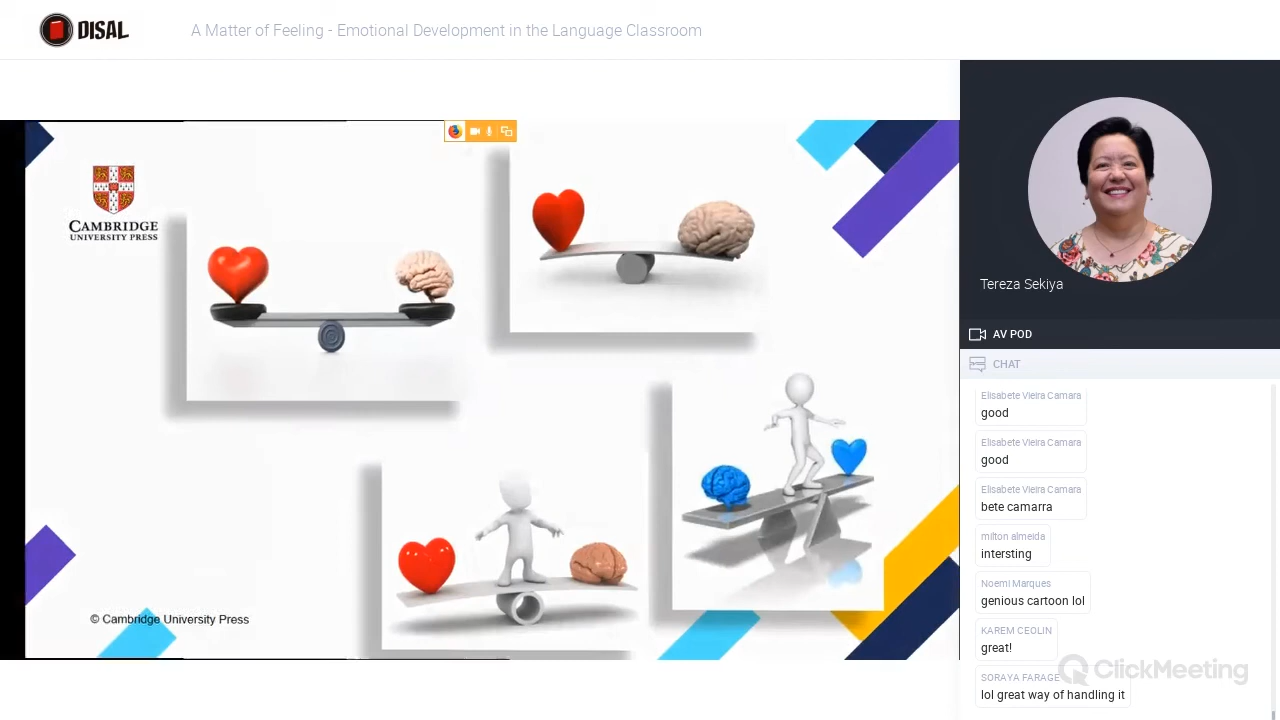 DISAL
A Matter of Feeling - Emotional Development in the Language Classroom
CAMBRIDGE
UNIVERSITY PRESS
© Cambridge University Press
Tereza Sekiya
AV POD
CHAT
Elisabete Vieira Camara
good
Elisabete Vieira Camara
good
Elisabete Vieira Camara
bete camarra
milton almeida
intersting
Noemi Marques
genious cartoon lol
KAREM CEOLIN
great!
SORAYA FARAGE
lol great way of handling it
ClickMeeting